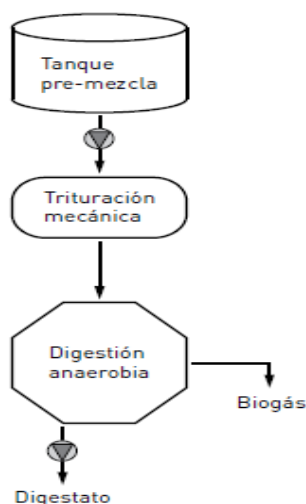 Tanque
pre-mezcla
Trituración
mecánica
Digestión
anaerobia
Biogás
Digestato